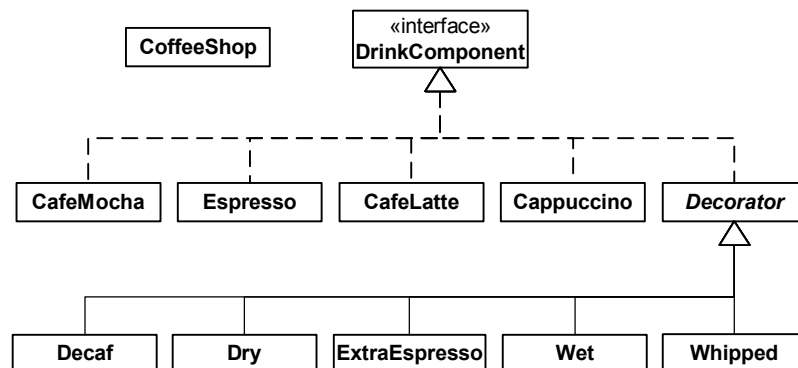 CoffeeShop
«interface»
DrinkComponent
CafeMocha
Espresso
CafeLatte
Cappuccino
Decorator
Decaf
Dry
ExtraEspresso
Wet
Whipped